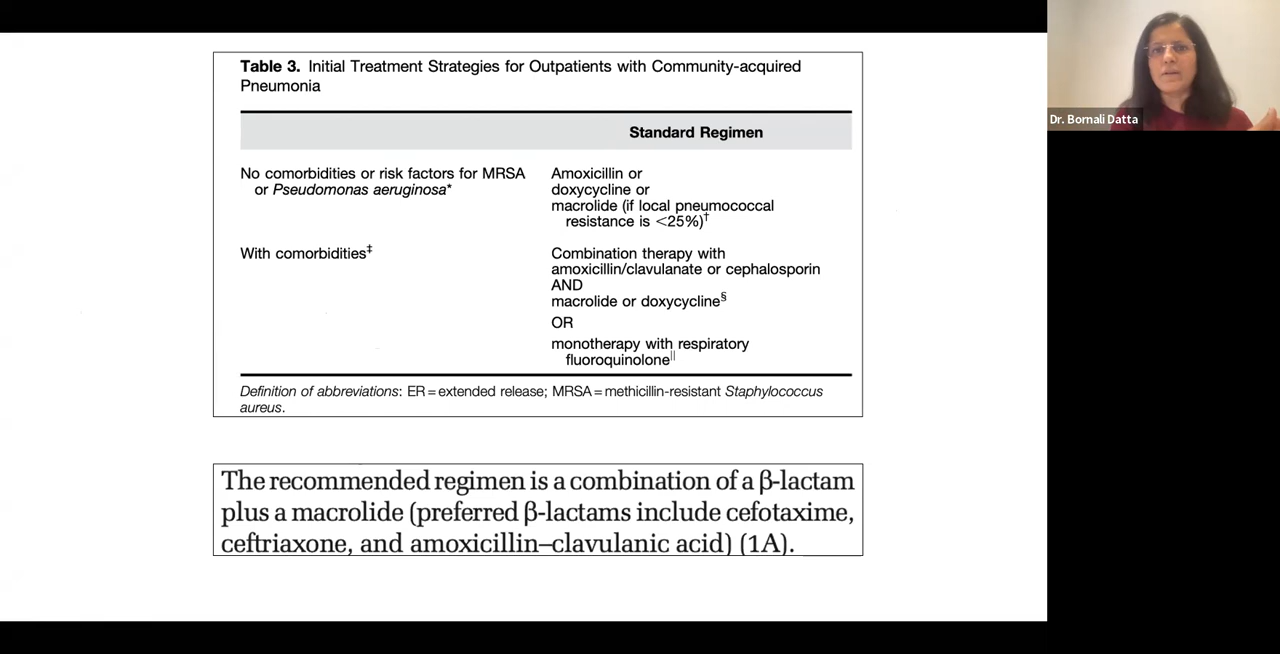 Table 3. Initial Treatment Strategies for Outpatients with Community-acquired
Pneumonia
Standard Regimen
No comorbidities or risk factors for MRSA
or Pseudomonas aeruginosa*
Amoxicillin or
doxycycline or
macrolide (if local pneumococcal
resistance is <25%)†
With comorbidities‡
Combination therapy with
amoxicillin/clavulanate or cephalosporin
AND
macrolide or doxycycline§
OR
monotherapy with respiratory
fluoroquinolone||
Definition of abbreviations: ER=extended release; MRSA=methicillin-resistant Staphylococcus
aureus.
The recommended regimen is a combination of a β-lactam
plus a macrolide (preferred β-lactams include cefotaxime,
ceftriaxone, and amoxicillin–clavulanic acid) (1A).
Dr. Bornali Datta